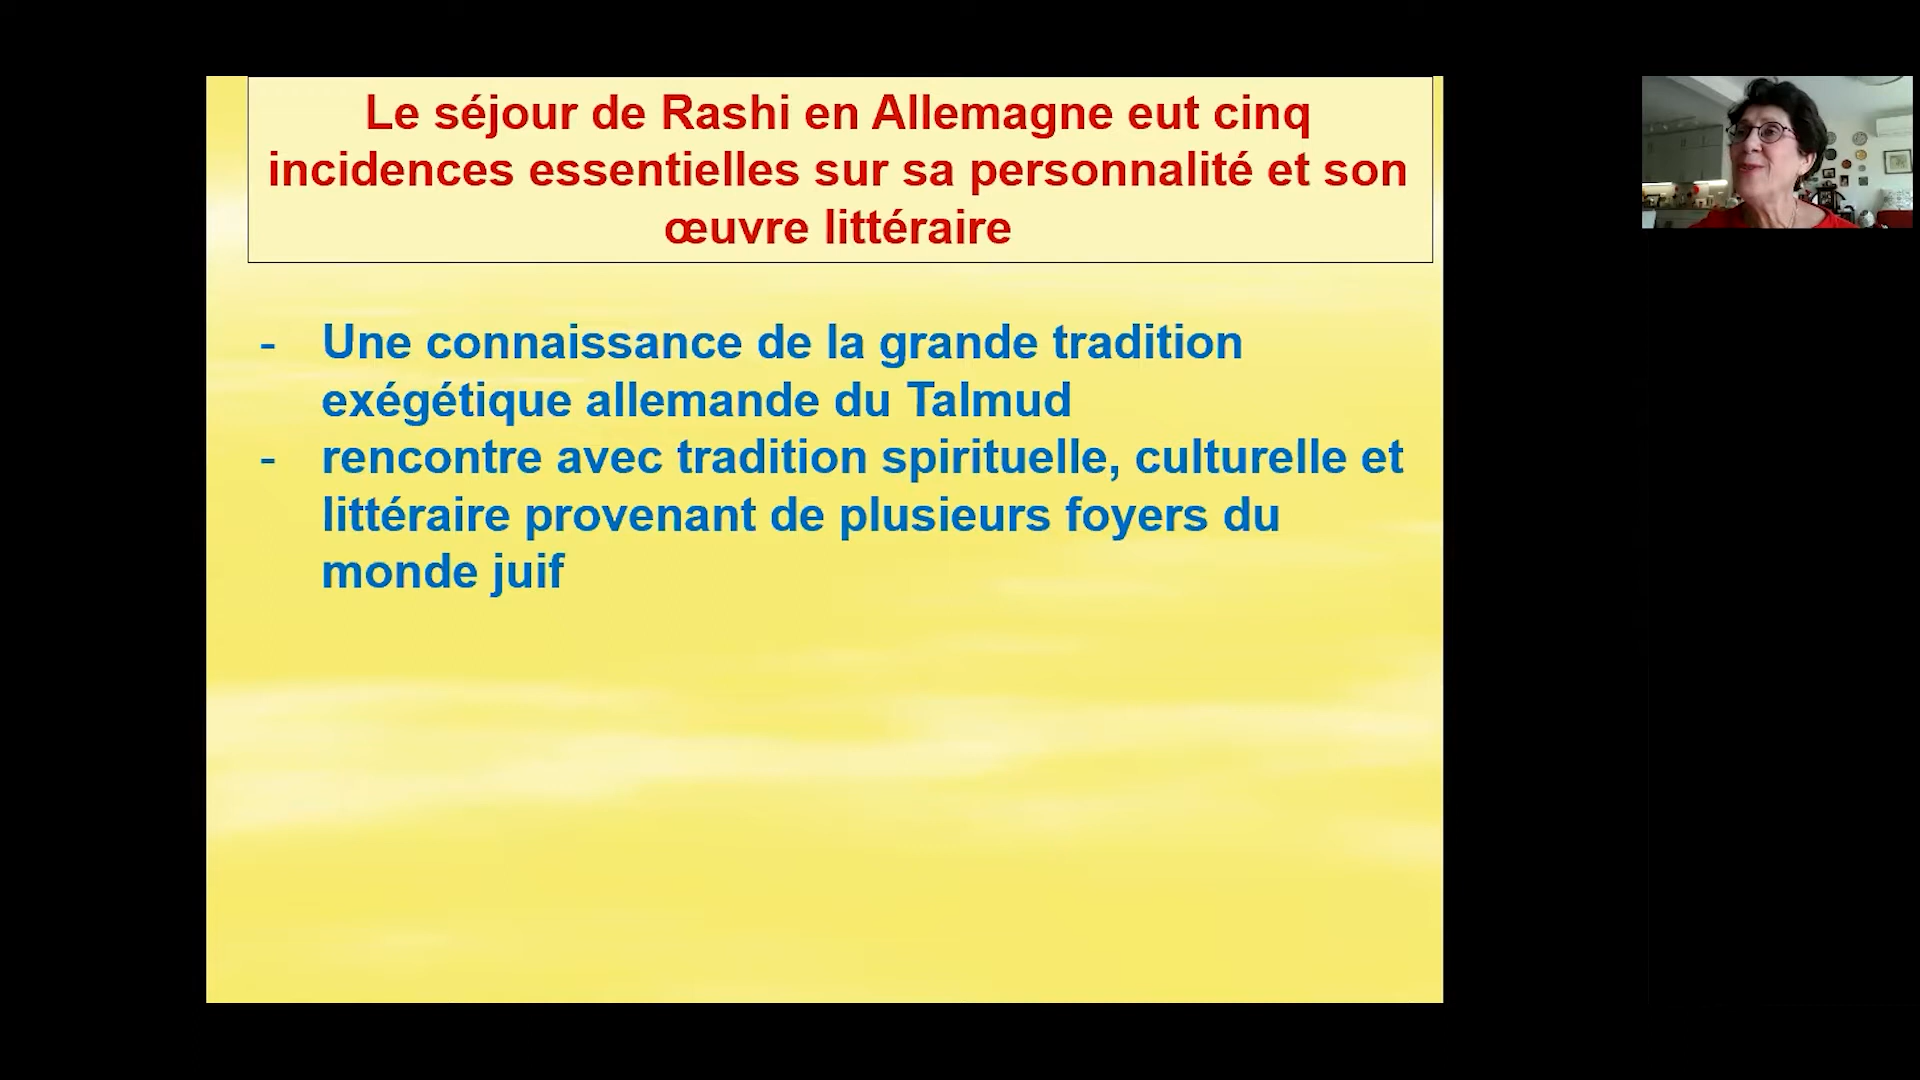 Le séjour de Rashi en Allemagne eut cinq
incidences essentielles sur sa personnalité et son
œuvre littéraire
- Une connaissance de la grande tradition
exégétique allemande du Talmud
- rencontre avec tradition spirituelle, culturelle et
littéraire provenant de plusieurs foyers du
monde juif